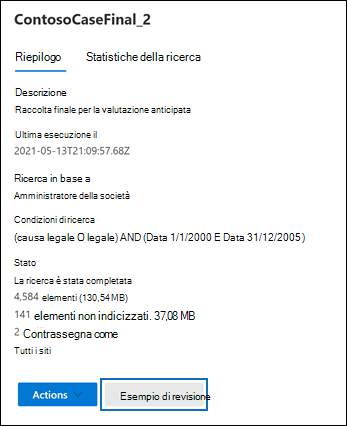 ContosoCaseFinal_2
Riepilogo Statistiche della ricerca
Descrizione
Raccolta finale per la valutazione anticipata
Ultima esecuzione il
2021-05-13T21:09:57.68Z
Ricerca in base a
Amministratore della società
Condizioni di ricerca
(causa legale O legale) AND (Data 1/1/2000 E Data 31/12/2005)
Stato
La ricerca è stata completata
4,584 elementi (130,54 MB)
141 elementi non indicizzati. 37,08 MB
2 Contrassegna come
Tutti i siti
Actions Esempio di revisione